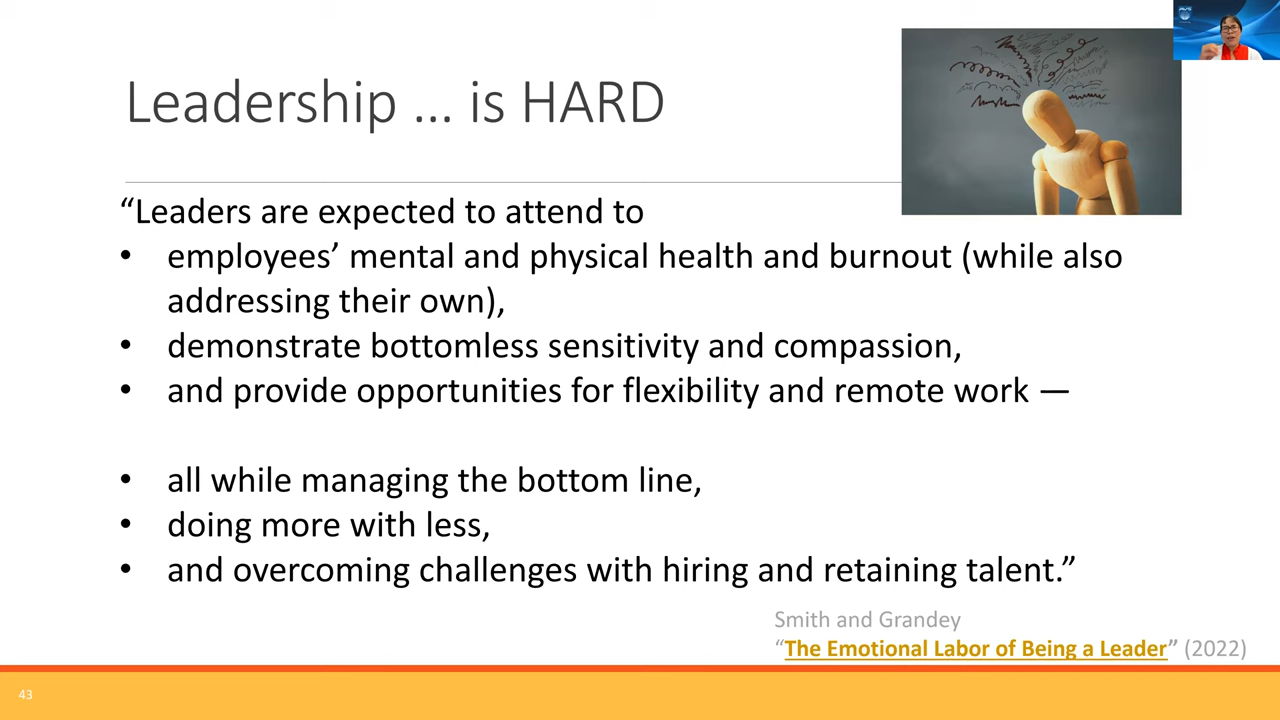 Leadership ... is HARD
“Leaders are expected to attend to
• employees’ mental and physical health and burnout (while also
addressing their own),
• demonstrate bottomless sensitivity and compassion,
• and provide opportunities for flexibility and remote work —
• all while managing the bottom line,
• doing more with less,
• and overcoming challenges with hiring and retaining talent.”
Smith and Grandey
“The Emotional Labor of Being a Leader” (2022)
43